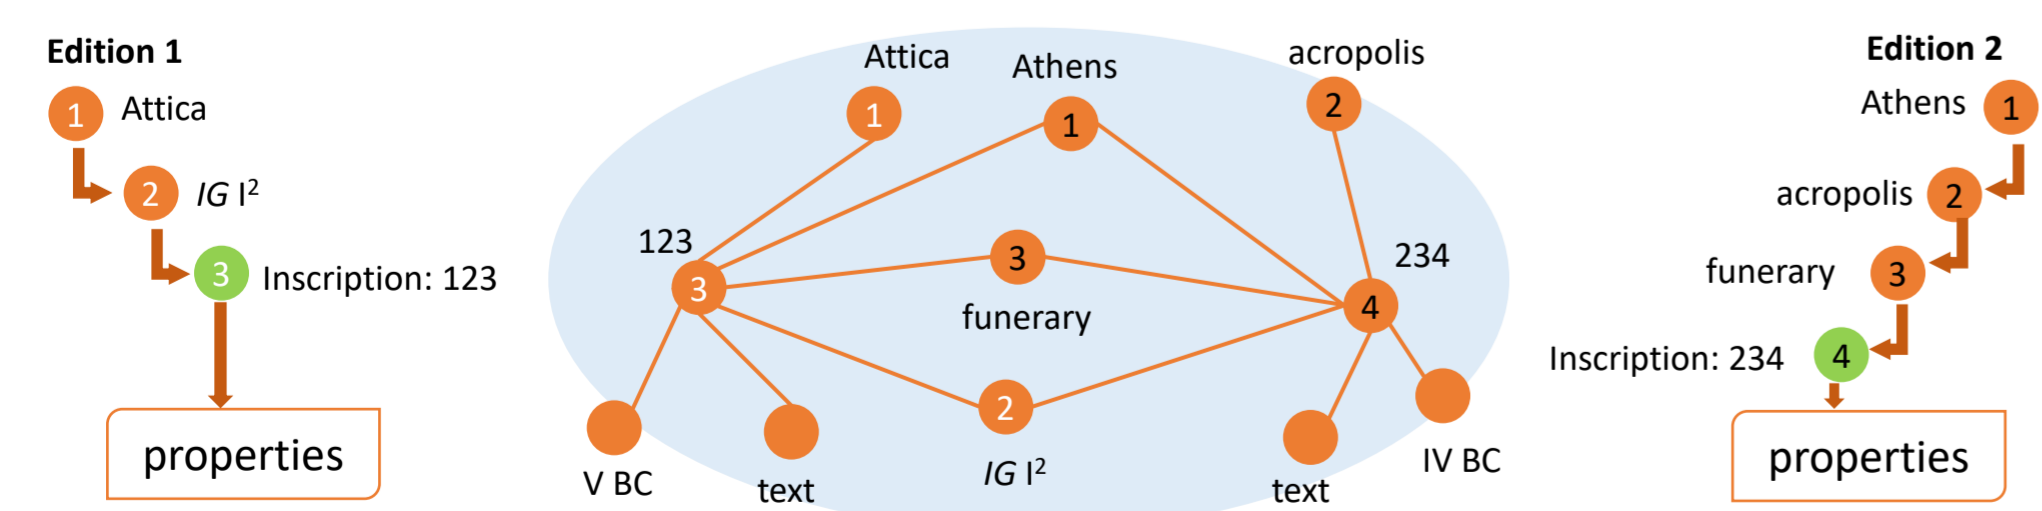 Edition 1
1 Attica
2 IG I²
3 Inscription: 123
properties
Attica
1
Athens
1
acropolis
2
123
3
3
funerary
234
4
2
IG I²
V BC
text
text
IV BC
Edition 2
Athens 1
acropolis 2
funerary 3
Inscription: 234 4
properties